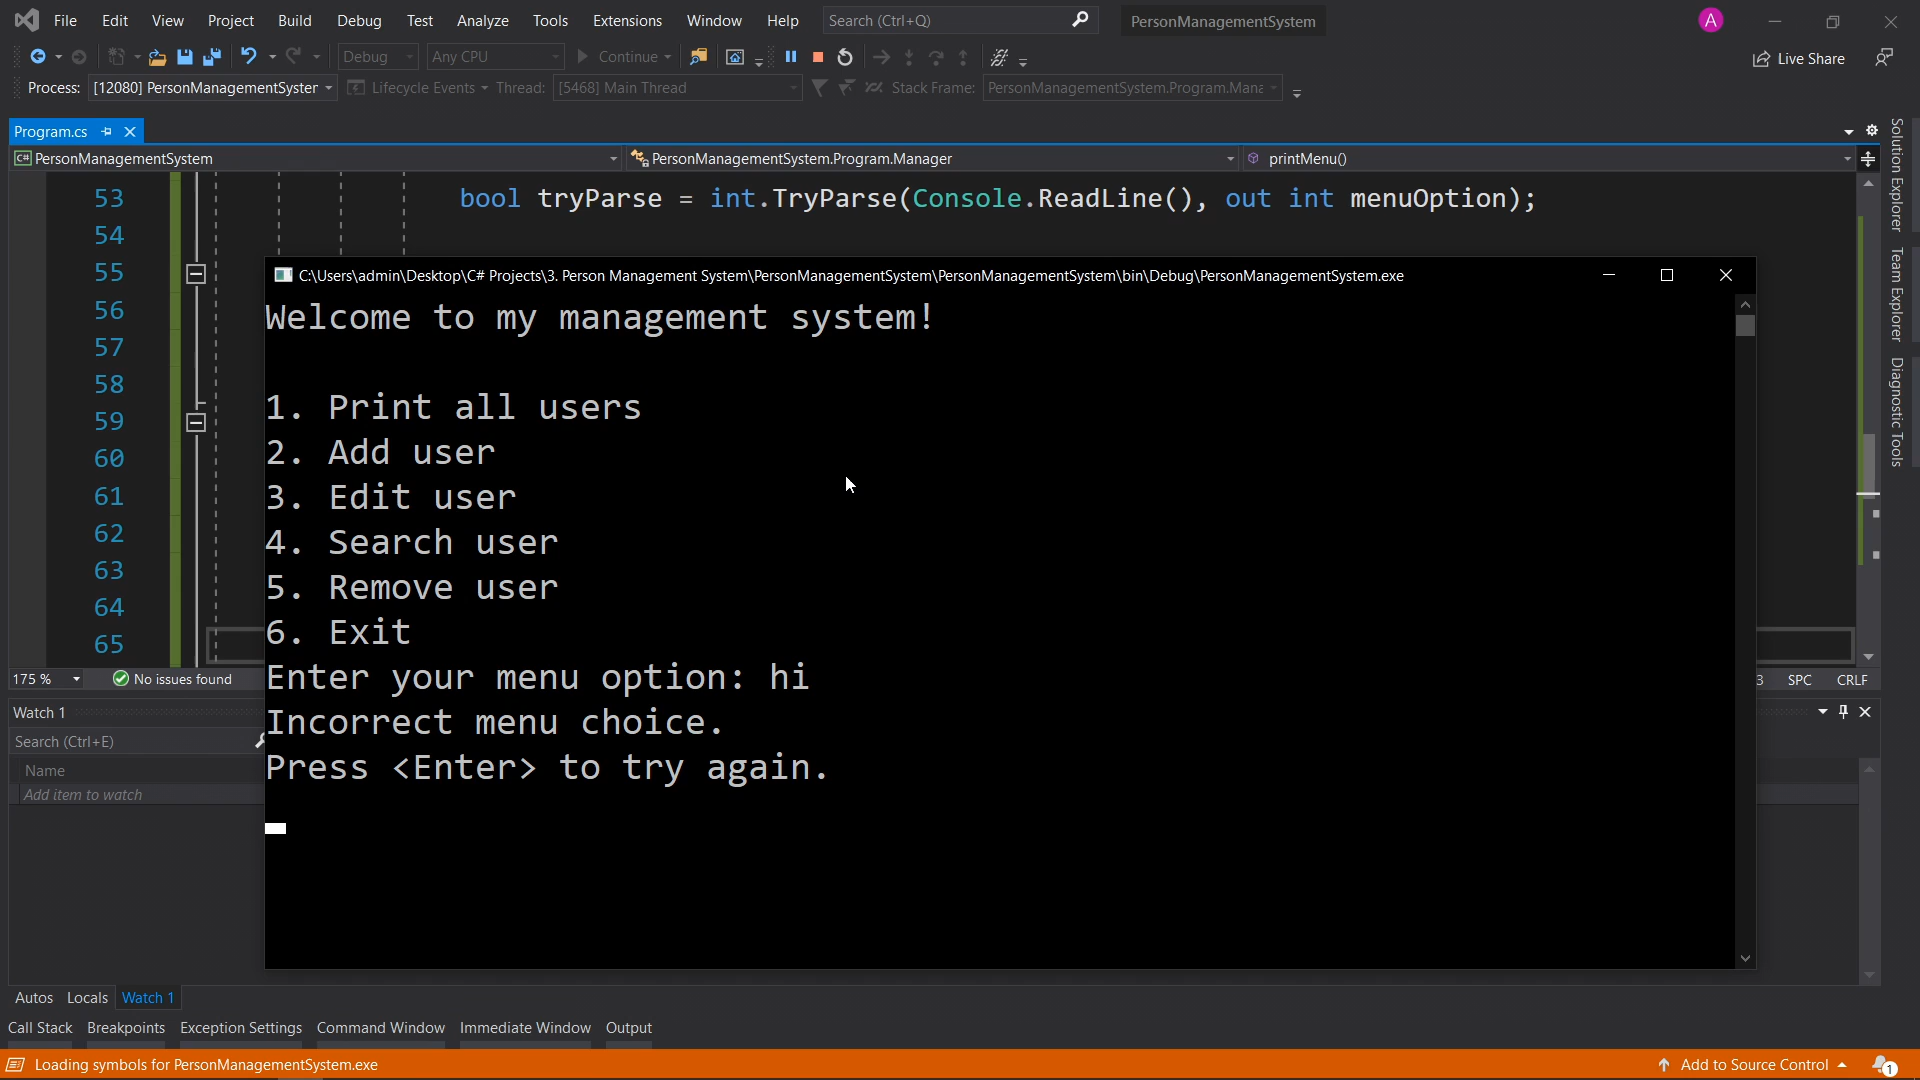 File Edit View Project Build Debug Test Analyze Tools Extensions Window Help Search (Ctrl+Q) PersonManagementSystem A
Debug Any CPU Continue Live Share
Process: [12080] PersonManagementSyster Lifecycle Events Thread: [5468] Main Thread Stack Frame: PersonManagementSystem.Program.Mana
Program.cs
C# PersonManagementSystem PersonManagementSystem.Program.Manager printMenu()
53 bool tryParse = int.TryParse(Console.ReadLine(), out int menuOption);
54
55
56
57
58
59
60
61
62
63
64
65
C:\Users\admin\Desktop\C# Projects\3. Person Management System\PersonManagementSystem\PersonManagementSystem\bin\Debug\PersonManagementSystem.exe
Welcome to my management system!
1. Print all users
2. Add user
3. Edit user
4. Search user
5. Remove user
6. Exit
Enter your menu option: hi
Incorrect menu choice.
Press <Enter> to try again.
175 % No issues found 3 SPC CRLF
Watch 1
Search (Ctrl+E)
Name
Add item to watch
Autos Locals Watch 1
Call Stack Breakpoints Exception Settings Command Window Immediate Window Output
Loading symbols for PersonManagementSystem.exe Add to Source Control 1
Solution Explorer
Team Explorer
Diagnostic Tools